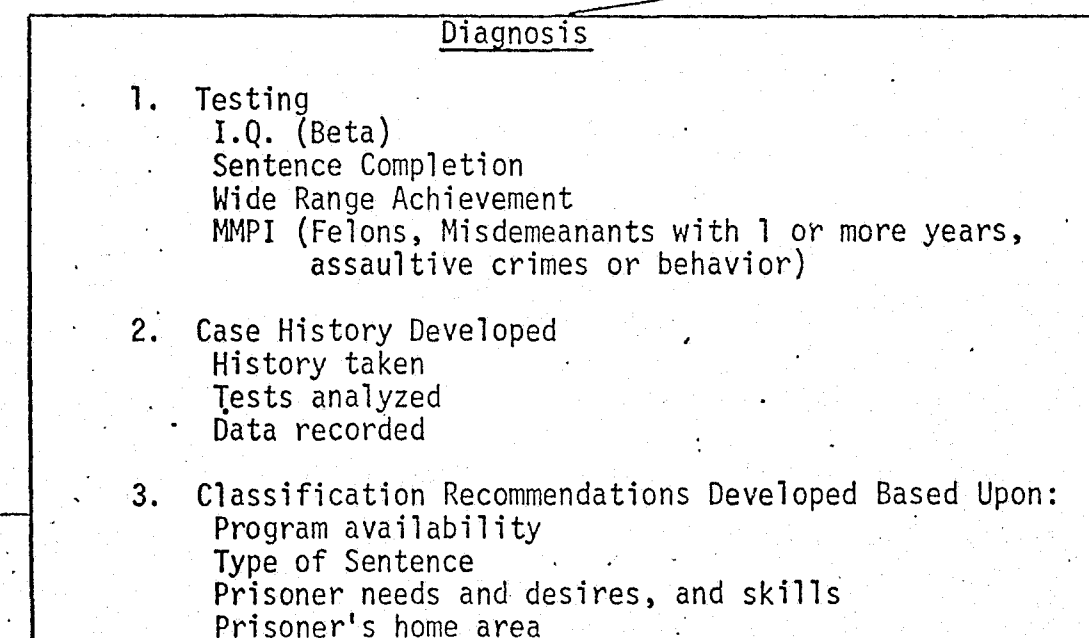 Diagnosis
1. Testing
I.Q. (Beta)
Sentence Completion
Wide Range Achievement
MMPI (Felons, Misdemeanants with 1 or more years,
assaultive crimes or behavior)
2. Case History Developed
History taken
Tests analyzed
Data recorded
3. Classification Recommendations Developed Based Upon:
Program availability
Type of Sentence
Prisoner needs and desires, and skills
Prisoner's home area